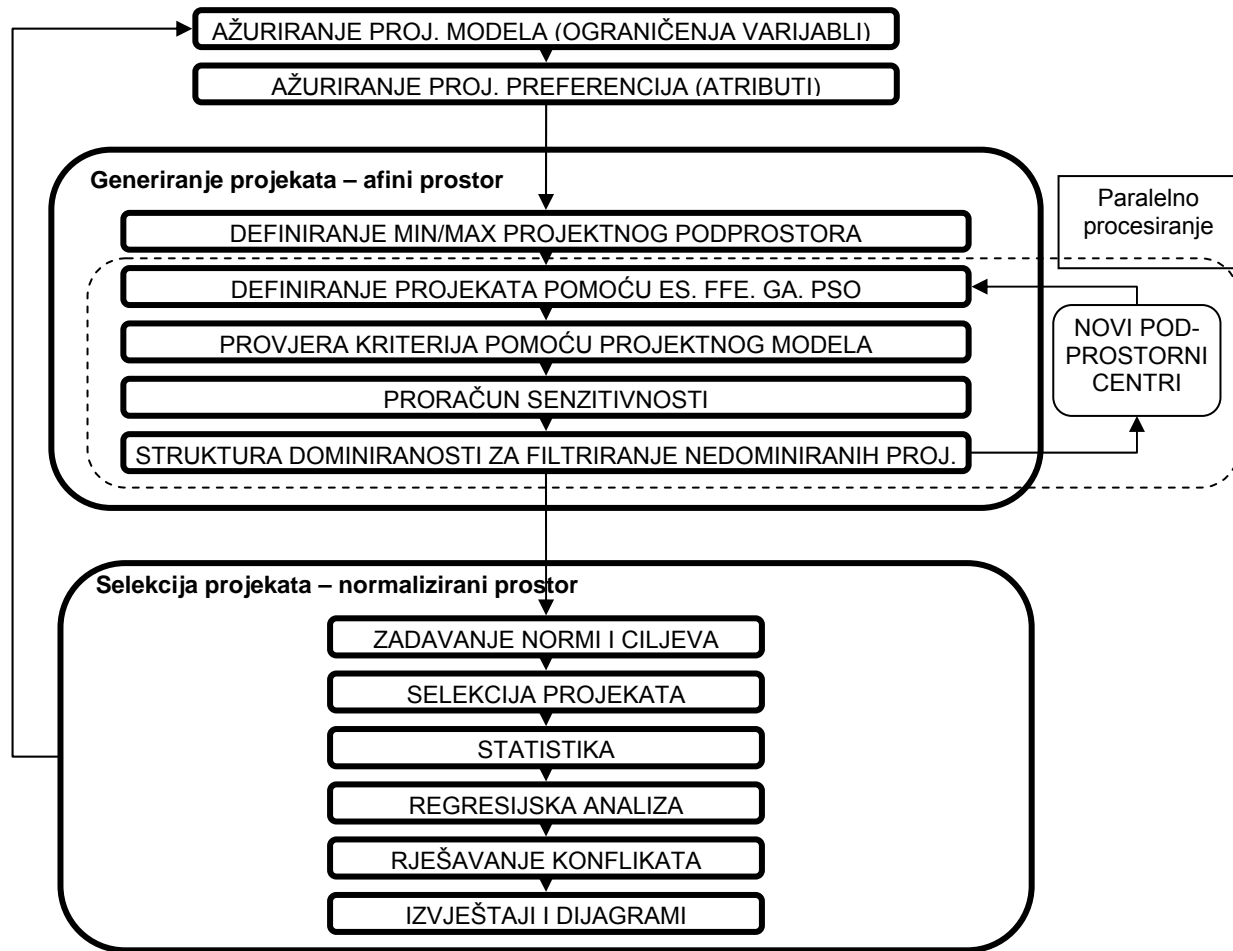 AŽURIRANJE PROJ. MODELA (OGRANIČENJA VARIJABLI)
AŽURIRANJE PROJ. PREFERENCIJA (ATRIBUTI)
Generiranje projekata – afini prostor
Paralelno
procesiranje
DEFINIRANJE MIN/MAX PROJEKTNOG PODPROSTORA
DEFINIRANJE PROJEKATA POMOĆU ES. FFE. GA. PSO
PROVJERA KRITERIJA POMOĆU PROJEKTNOG MODELA
PRORAČUN SENZITIVNOSTI
STRUKTURA DOMINIRANOSTI ZA FILTRIRANJE NEDOMINIRANIH PROJ.
NOVI POD-
PROSTORNI
CENTRI
Selekcija projekata – normalizirani prostor
ZADAVANJE NORMI I CILJEVA
SELEKCIJA PROJEKATA
STATISTIKA
REGRESIJSKA ANALIZA
RJEŠAVANJE KONFLIKATA
IZVJEŠTAJI I DIJAGRAMI